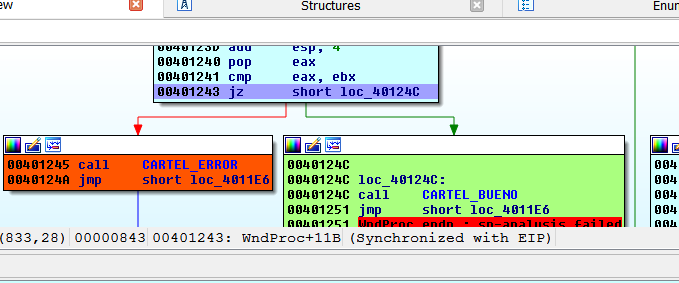 Structures
0040123D add esp, 4
00401240 pop eax
00401241 cmp eax, ebx
00401243 jz short loc_40124C
00401245 call CARTEL_ERROR
0040124A jmp short loc_4011E6
0040124C
0040124C loc_40124C:
0040124C call CARTEL_BUENO
00401251 jmp short loc_4011E6
00401251 WndProc endp ; sp-analysis failed
(833,28) 00000843 00401243: WndProc+11B (Synchronized with EIP)